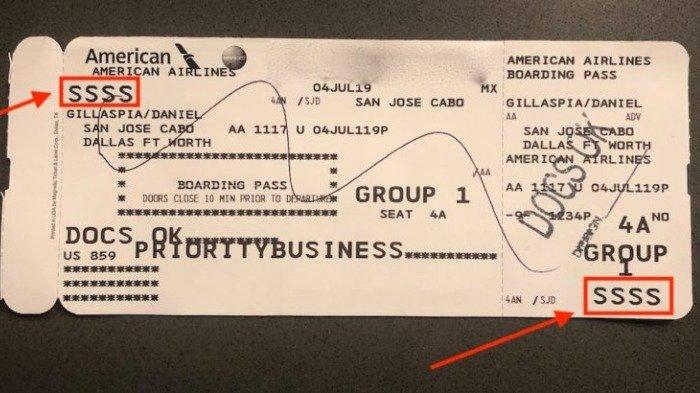 American
AMERICAN AIRLINES
SSSS
04JUL19 MX
4AN /SJD SAN JOSE CABO
GILLASPIA/DANIEL
SAN JOSE CABO AA 1117 U 04JUL119P
DALLAS FT WORTH
/AA
******************************
BOARDING PASS
DOORS CLOSE 10 MIN PRIOR TO DEPARTURE
GROUP 1
SEAT 4A
DOCS OK
PRIORITYBUSINESS
US 859
AMERICAN AIRLINES
BOARDING PASS
GILLASPIA/DANIEL
AA ADV
SAN JOSE CABO
DALLAS FT WORTH
AMERICAN AIRLINES
AA 1117 U 04JUL119P
-9- 1234P NO
4A
GROUP
1
4AN /SJD
SSSS
DOC'S OK